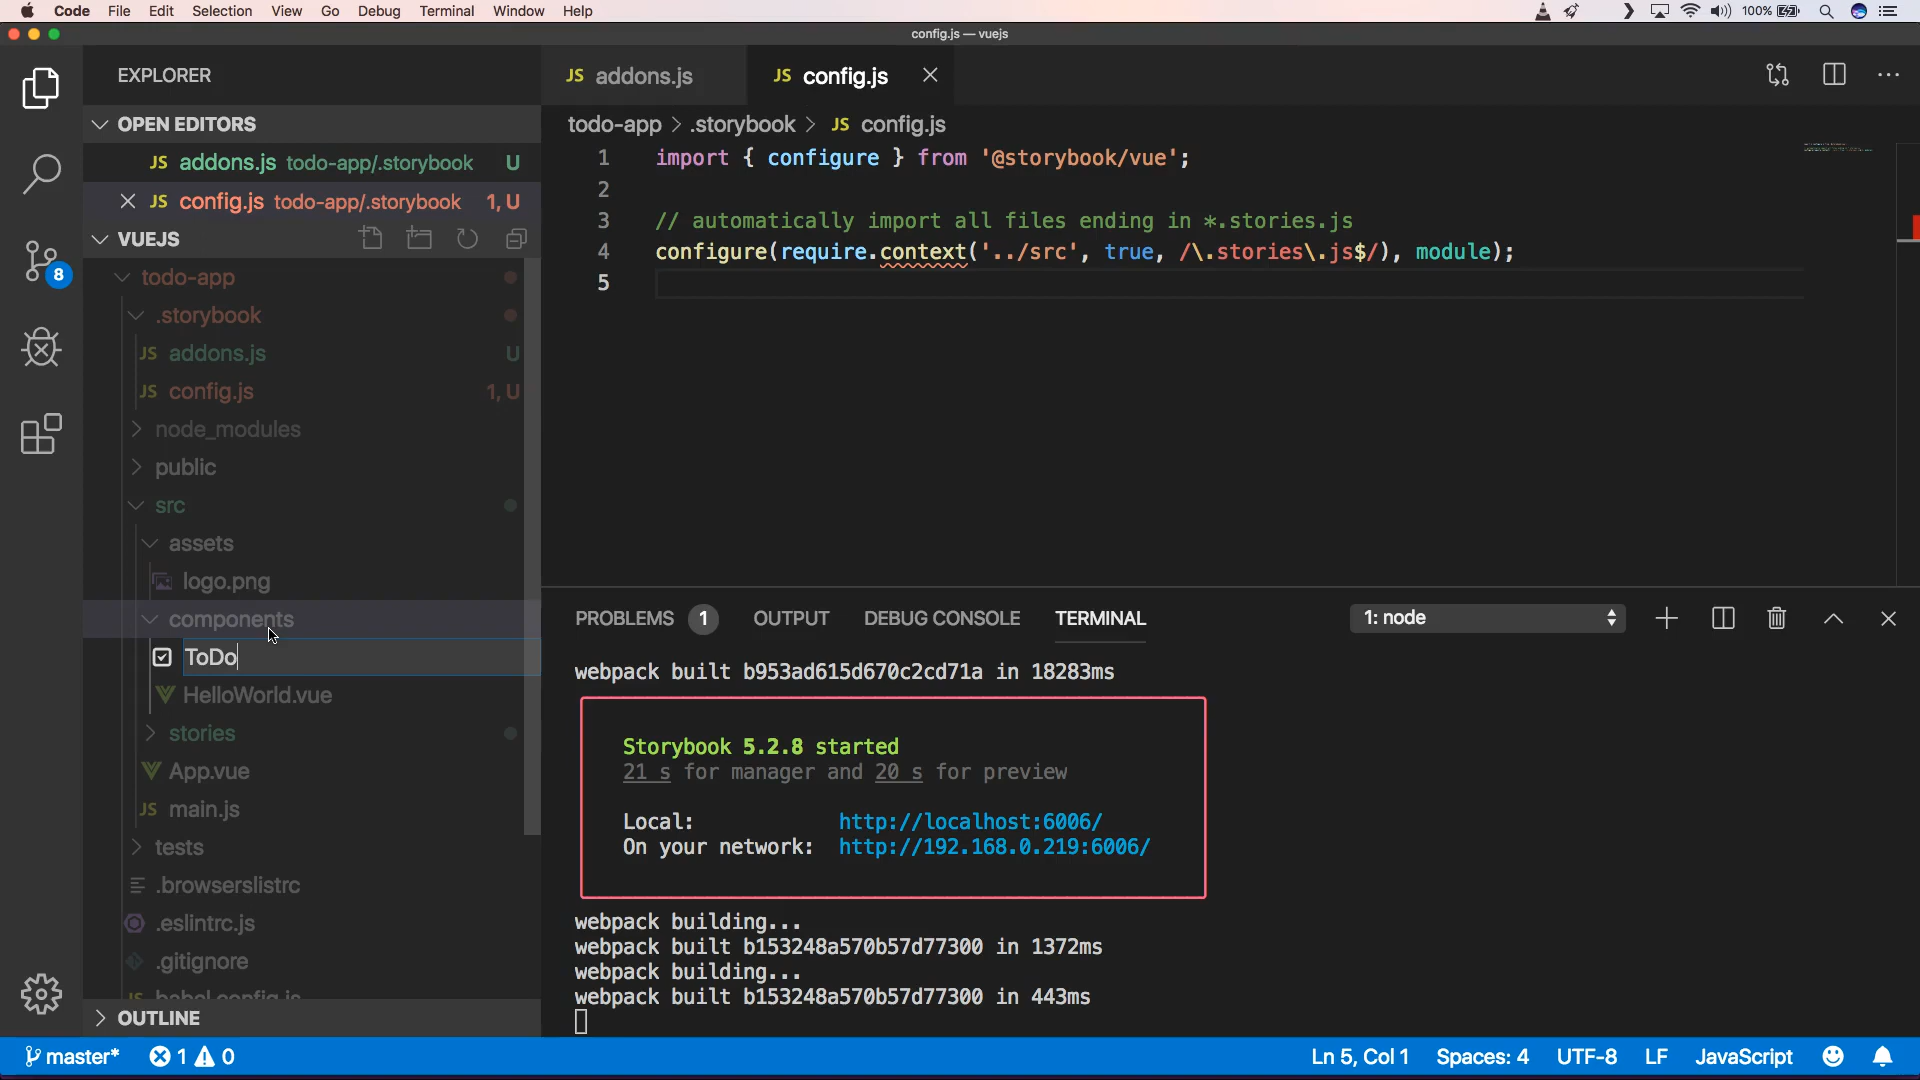 Code File Edit Selection View Go Debug Terminal Window Help 100%
config.js — vuejs
EXPLORER
OPEN EDITORS
JS addons.js todo-app/.storybook U
JS config.js todo-app/.storybook 1, U
VUEJS
todo-app
.storybook
JS addons.js U
JS config.js 1, U
node_modules
public
src
assets
logo.png
components
ToDo
HelloWorld.vue
stories
App.vue
JS main.js
tests
.browserslistrc
.eslintrc.js
.gitignore
JS babel.config.js
OUTLINE
8
JS addons.js JS config.js
todo-app > .storybook > JS config.js
1 import { configure } from '@storybook/vue';
2
3 // automatically import all files ending in *.stories.js
4 configure(require.context('../src', true, /\.stories\.js$/), module);
5
PROBLEMS 1 OUTPUT DEBUG CONSOLE TERMINAL 1: node
webpack built b953ad615d670c2cd71a in 18283ms
Storybook 5.2.8 started
21 s for manager and 20 s for preview
Local: http://localhost:6006/
On your network: http://192.168.0.219:6006/
webpack building...
webpack built b153248a570b57d77300 in 1372ms
webpack building...
webpack built b153248a570b57d77300 in 443ms
master* 1 0 Ln 5, Col 1 Spaces: 4 UTF-8 LF JavaScript